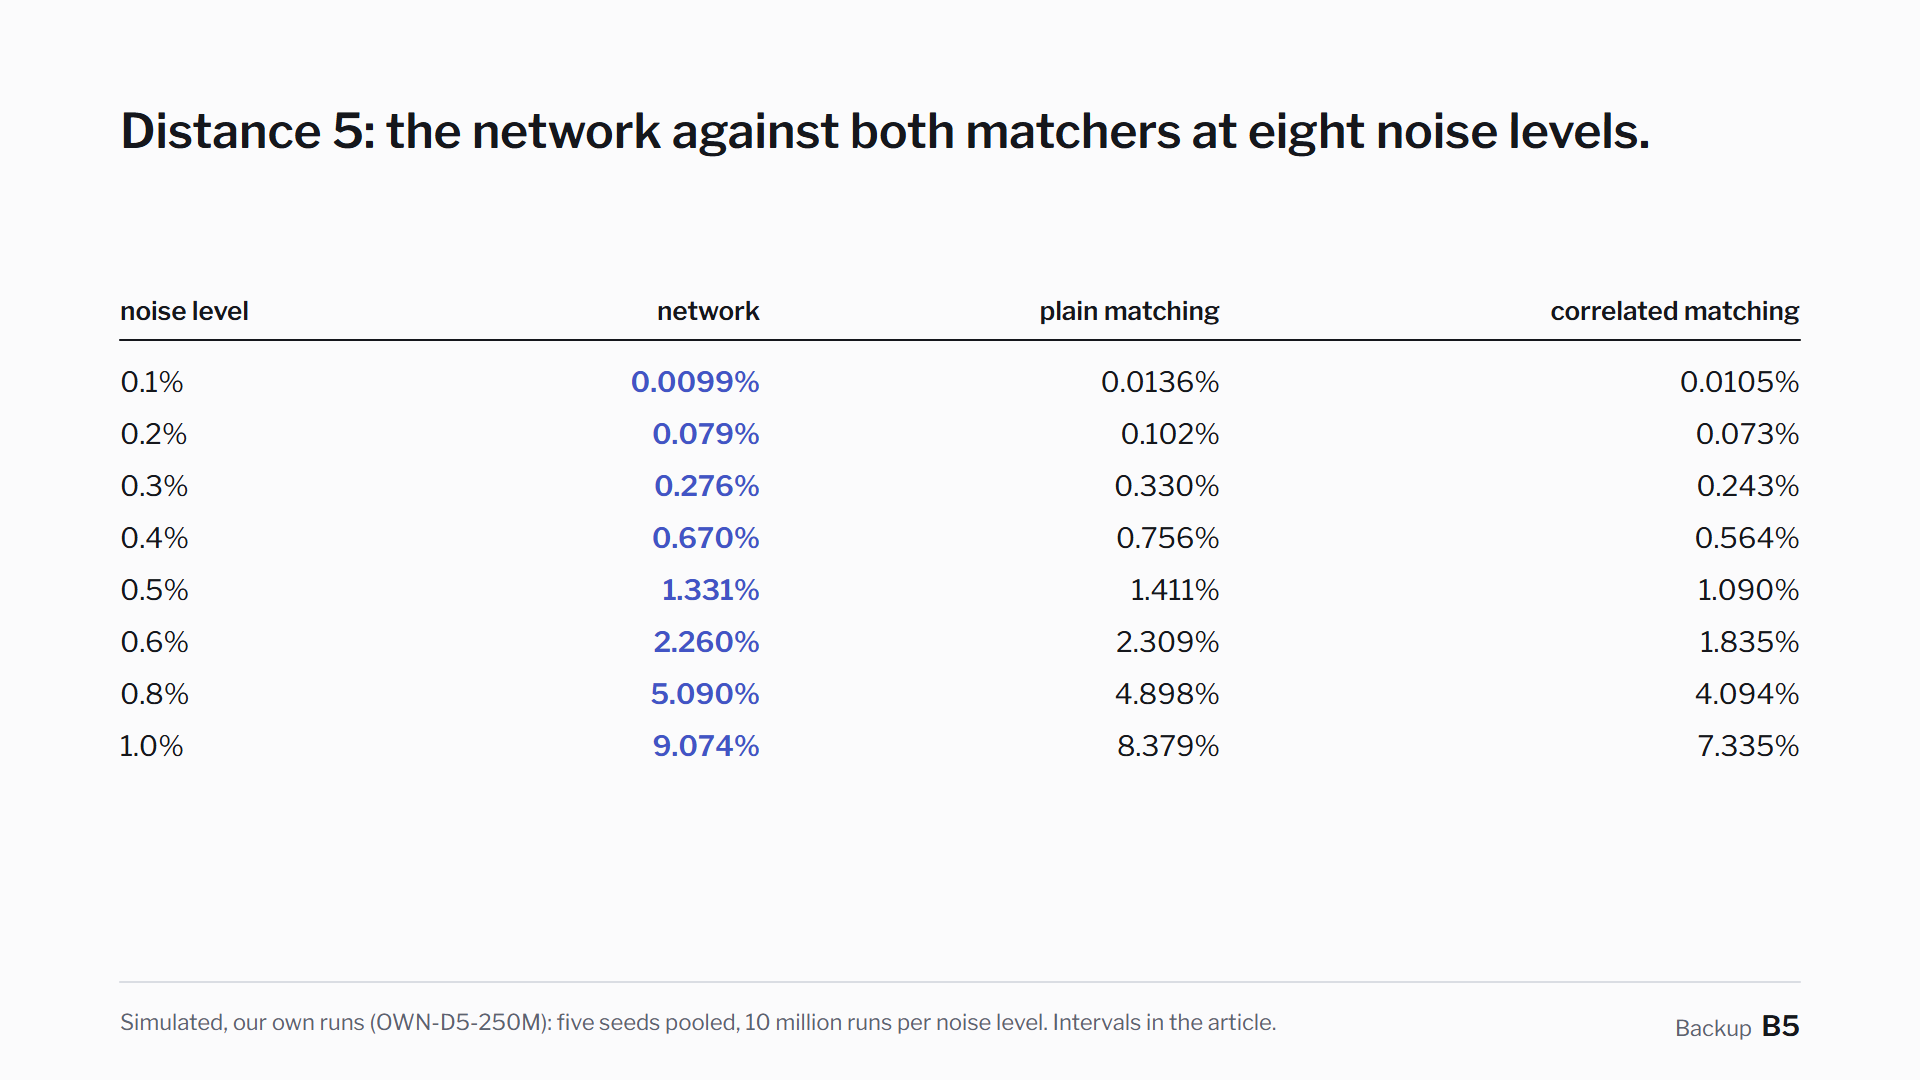 Distance 5: the network against both matchers at eight noise levels.
noise level network plain matching correlated matching
0.1% 0.0099% 0.0136% 0.0105%
0.2% 0.079% 0.102% 0.073%
0.3% 0.276% 0.330% 0.243%
0.4% 0.670% 0.756% 0.564%
0.5% 1.331% 1.411% 1.090%
0.6% 2.260% 2.309% 1.835%
0.8% 5.090% 4.898% 4.094%
1.0% 9.074% 8.379% 7.335%
Simulated, our own runs (OWN-D5-250M): five seeds pooled, 10 million runs per noise level. Intervals in the article.
Backup B5